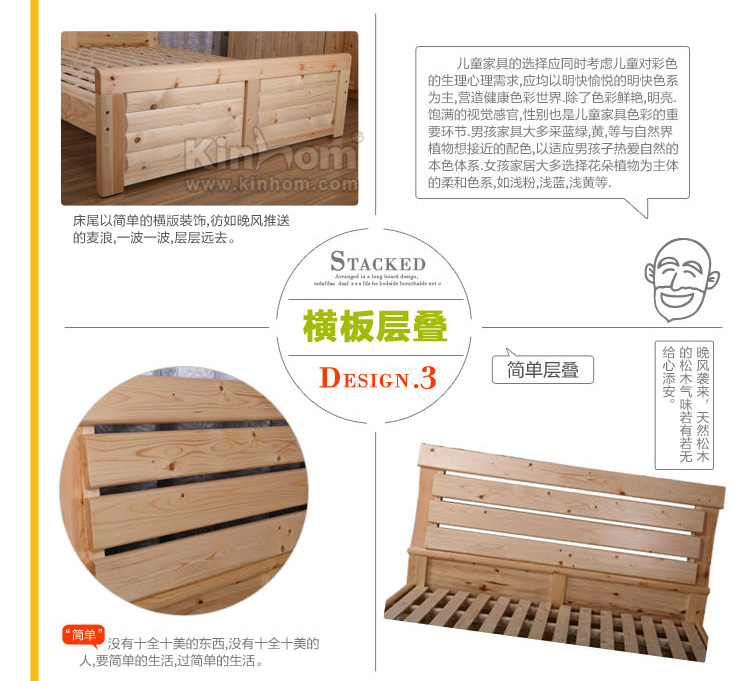 Kinhom®
www.kinhom.com
床尾以简单的横版装饰,彷如晚风推送
的麦浪,一波一波,层层远去。
儿童家具的选择应同时考虑儿童对彩色
的生理心理需求,应均以明快愉悦的明快色系
为主,营造健康色彩世界.除了色彩鲜艳,明亮.
饱满的视觉感官,性别也是儿童家具色彩的重
要环节.男孩家具大多采蓝绿,黄,等与自然界
植物想接近的配色,以适应男孩子热爱自然的
本色体系.女孩家居大多选择花朵植物为主体
的柔和色系,如浅粉,浅蓝,浅黄等.
STACKED
Arranged in a long board design,
fils he bedside breathable net
横板层叠
DESIGN.3
简单层叠
晚风袭来，天然松木
的松木气味若有若无
给心添安。
“简单”
没有十全十美的东西,没有十全十美的
人,要简单的生活,过简单的生活。